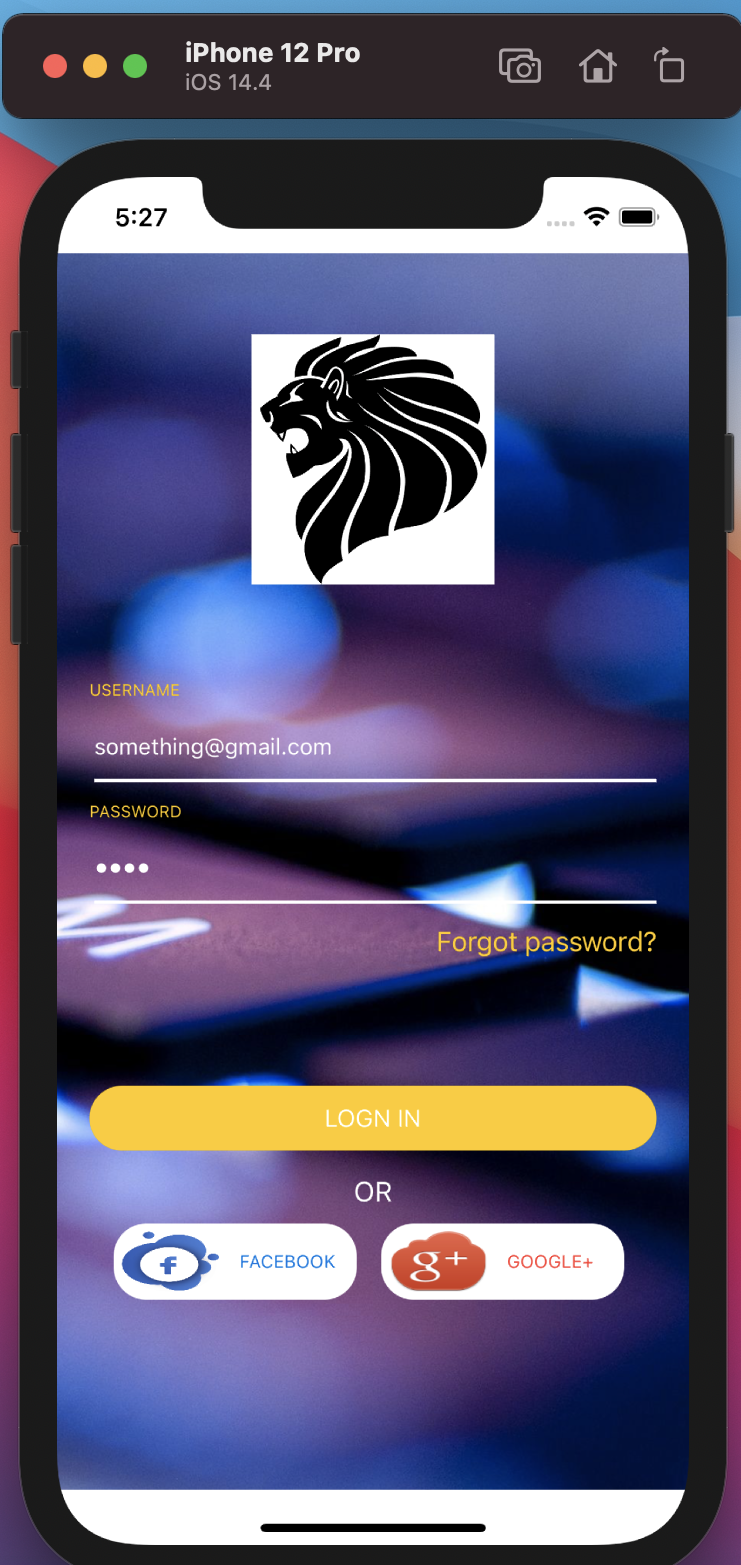 iPhone 12 Pro
iOS 14.4
5:27
USERNAME
something@gmail.com
PASSWORD
••••
Forgot password?
LOGN IN
OR
f FACEBOOK g+ GOOGLE+